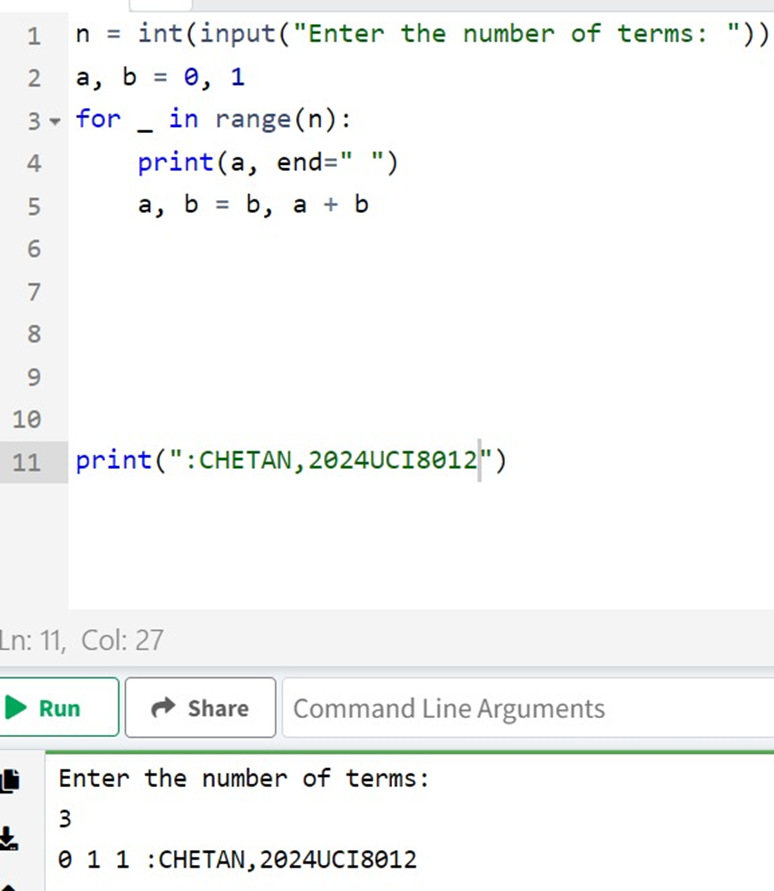 1 n = int(input("Enter the number of terms: "))
2 a, b = 0, 1
3 for _ in range(n):
4     print(a, end=" ")
5     a, b = b, a + b
6
7
8
9
10
11 print(":CHETAN,2024UCI8012")
Ln: 11, Col: 27
Run Share Command Line Arguments
Enter the number of terms:
3
0 1 1 :CHETAN,2024UCI8012